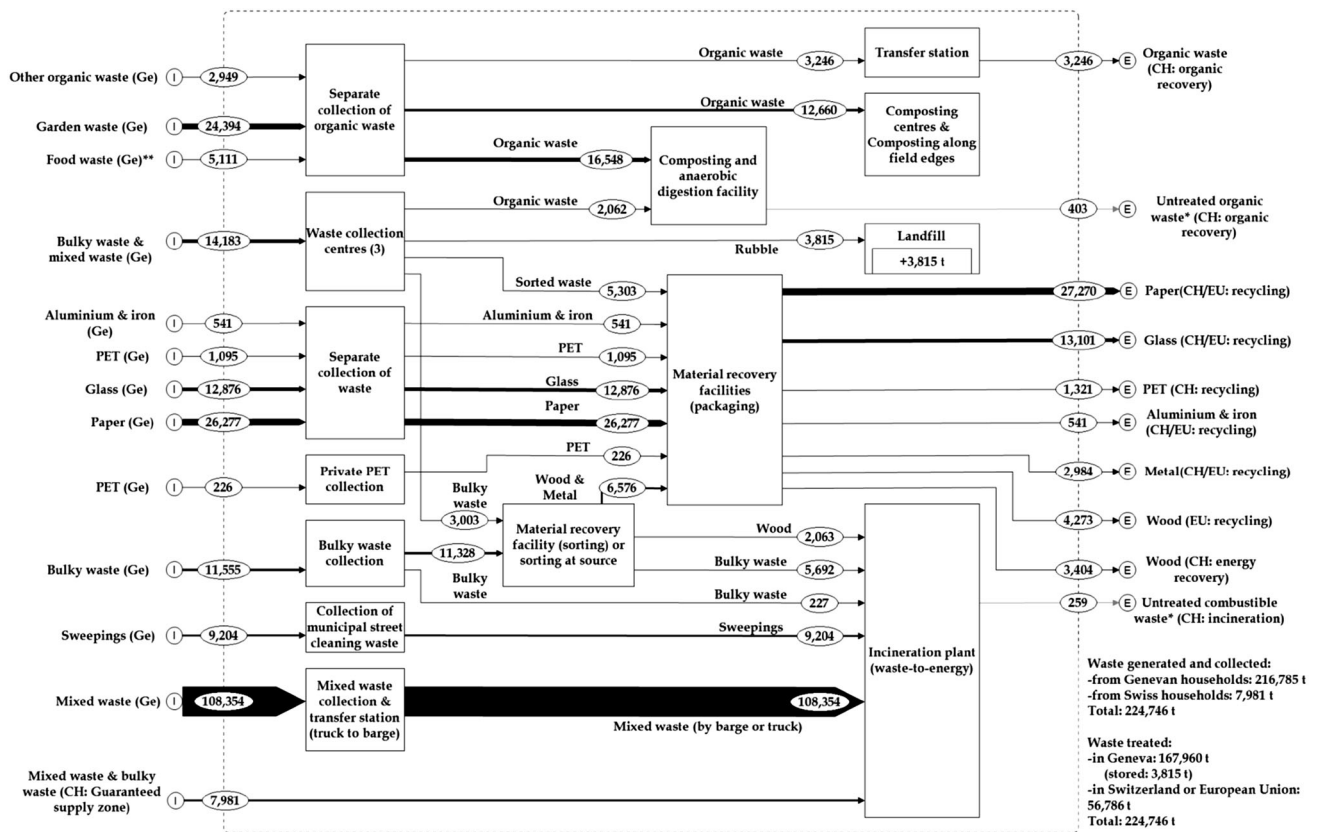 Other organic waste (Ge)
I
2,949
Garden waste (Ge)
I
24,394
Food waste (Ge)**
I
5,111
Separate
collection of
organic waste
Organic waste
3,246
Transfer station
3,246
E
Organic waste
(CH: organic
recovery)
Organic waste
12,660
Composting
centres &
Composting along
field edges
Organic waste
16,548
Composting and
anaerobic
digestion facility
Bulky waste &
mixed waste (Ge)
I
14,183
Waste collection
centres (3)
Organic waste
2,062
403
E
Untreated organic
waste* (CH: organic
recovery)
Rubble
3,815
Landfill
+3,815 t
Sorted waste
5,303
Aluminium & iron
(Ge)
I
541
PET (Ge)
I
1,095
Glass (Ge)
I
12,876
Paper (Ge)
I
26,277
Separate
collection of
waste
Aluminium & iron
541
PET
1,095
Glass
12,876
Paper
26,277
Material recovery
facilities
(packaging)
27,270
E
Paper(CH/EU: recycling)
13,101
E
Glass (CH/EU: recycling)
1,321
E
PET (CH: recycling)
541
E
Aluminium & iron
(CH/EU: recycling)
2,984
E
Metal(CH/EU: recycling)
4,273
E
Wood (EU: recycling)
3,404
E
Wood (CH: energy
recovery)
PET (Ge)
I
226
Private PET
collection
PET
226
Bulky
waste
3,003
Wood &
Metal
6,576
Bulky waste (Ge)
I
11,555
Bulky waste
collection
11,328
Bulky
waste
Material recovery
facility (sorting) or
sorting at source
Wood
2,063
Bulky waste
5,692
Bulky waste
227
259
E
Untreated combustible
waste* (CH: incineration)
Sweepings (Ge)
I
9,204
Collection of
municipal street
cleaning waste
Sweepings
9,204
Incineration plant
(waste-to-energy)
Mixed waste (Ge)
I
108,354
Mixed waste
collection &
transfer station
(truck to barge)
108,354
Mixed waste (by barge or truck)
Mixed waste & bulky
waste (CH: Guaranteed
supply zone)
I
7,981
Waste generated and collected:
-from Genevan households: 216,785 t
-from Swiss households: 7,981 t
Total: 224,746 t
Waste treated:
-in Geneva: 167,960 t
(stored: 3,815 t)
-in Switzerland or European Union:
56,786 t
Total: 224,746 t